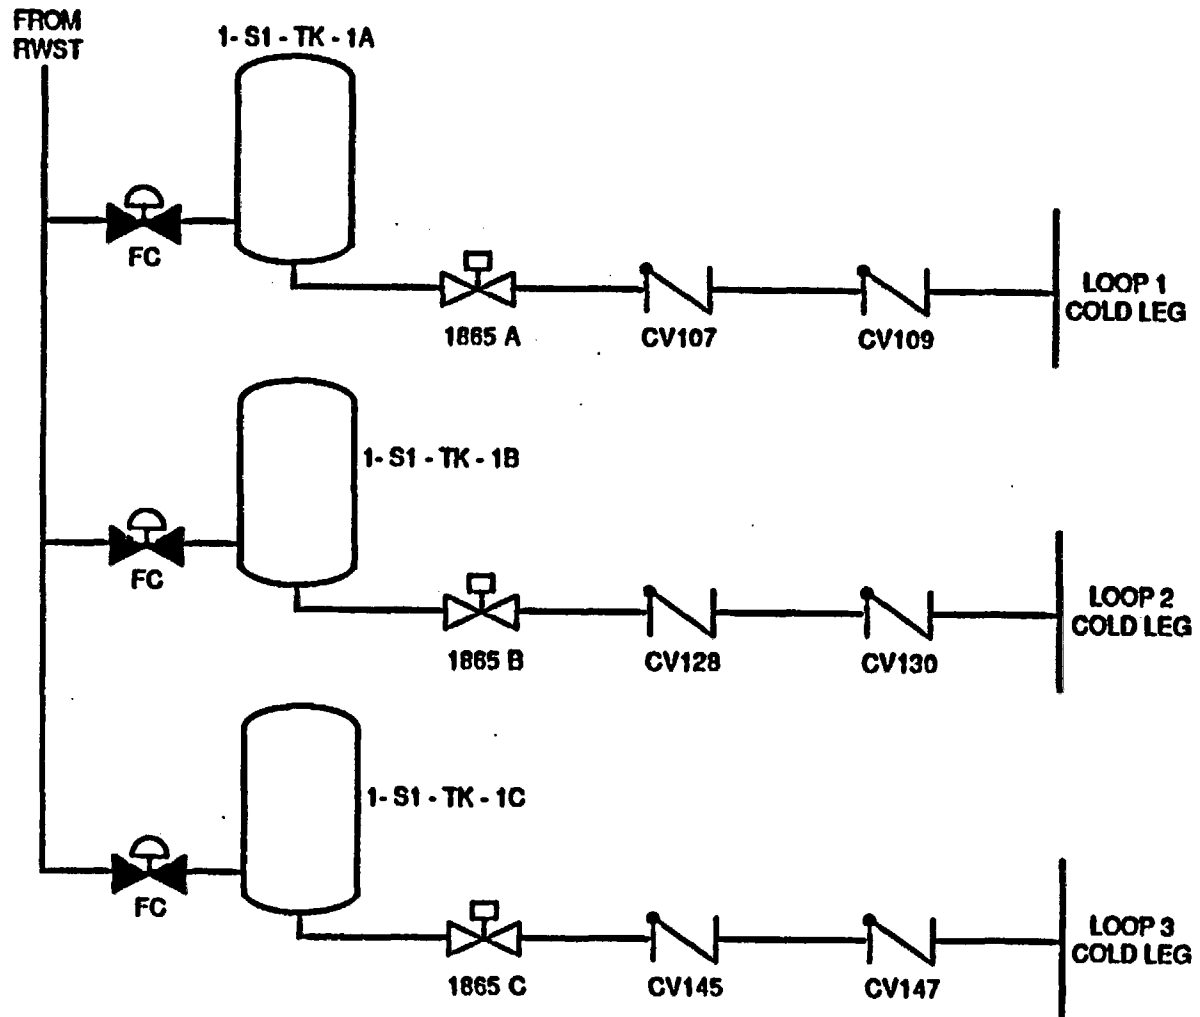 FROM
RWST
1- S1 - TK - 1A
FC
1865 A
CV107
CV109
LOOP 1
COLD LEG
1- S1 - TK - 1B
FC
1865 B
CV128
CV130
LOOP 2
COLD LEG
1- S1 - TK - 1C
FC
1865 C
CV145
CV147
LOOP 3
COLD LEG